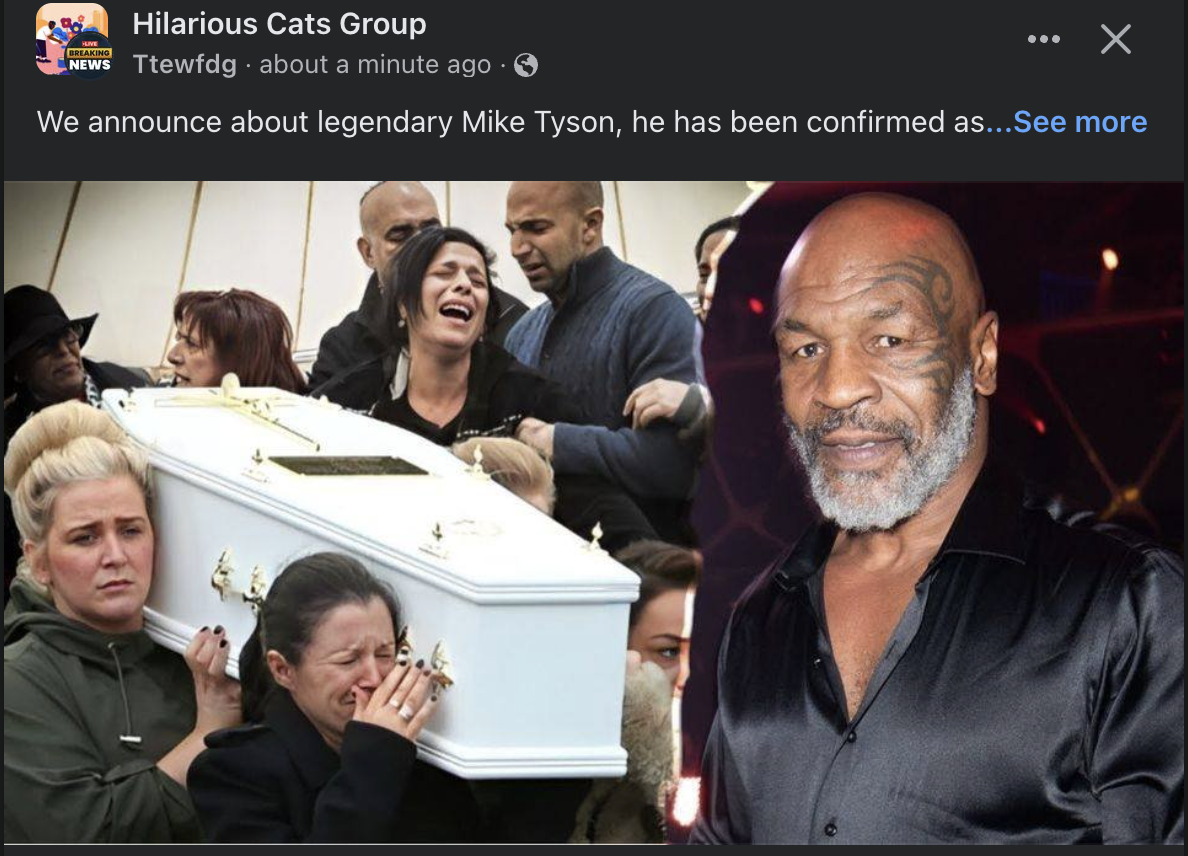 Hilarious Cats Group
LIVE
BREAKING
NEWS
Ttewfdg · about a minute ago ·
We announce about legendary Mike Tyson, he has been confirmed as...See more